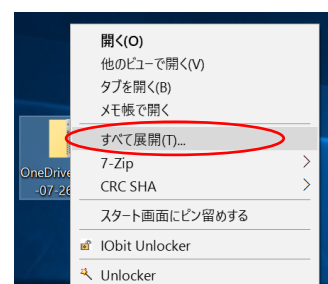 開く(O)
他のビューで開く(V)
タブを開く(B)
メモ帳で開く
すべて展開(T)...
7-Zip
CRC SHA
スタート画面にピン留めする
IObit Unlocker
Unlocker
OneDrive
-07-26